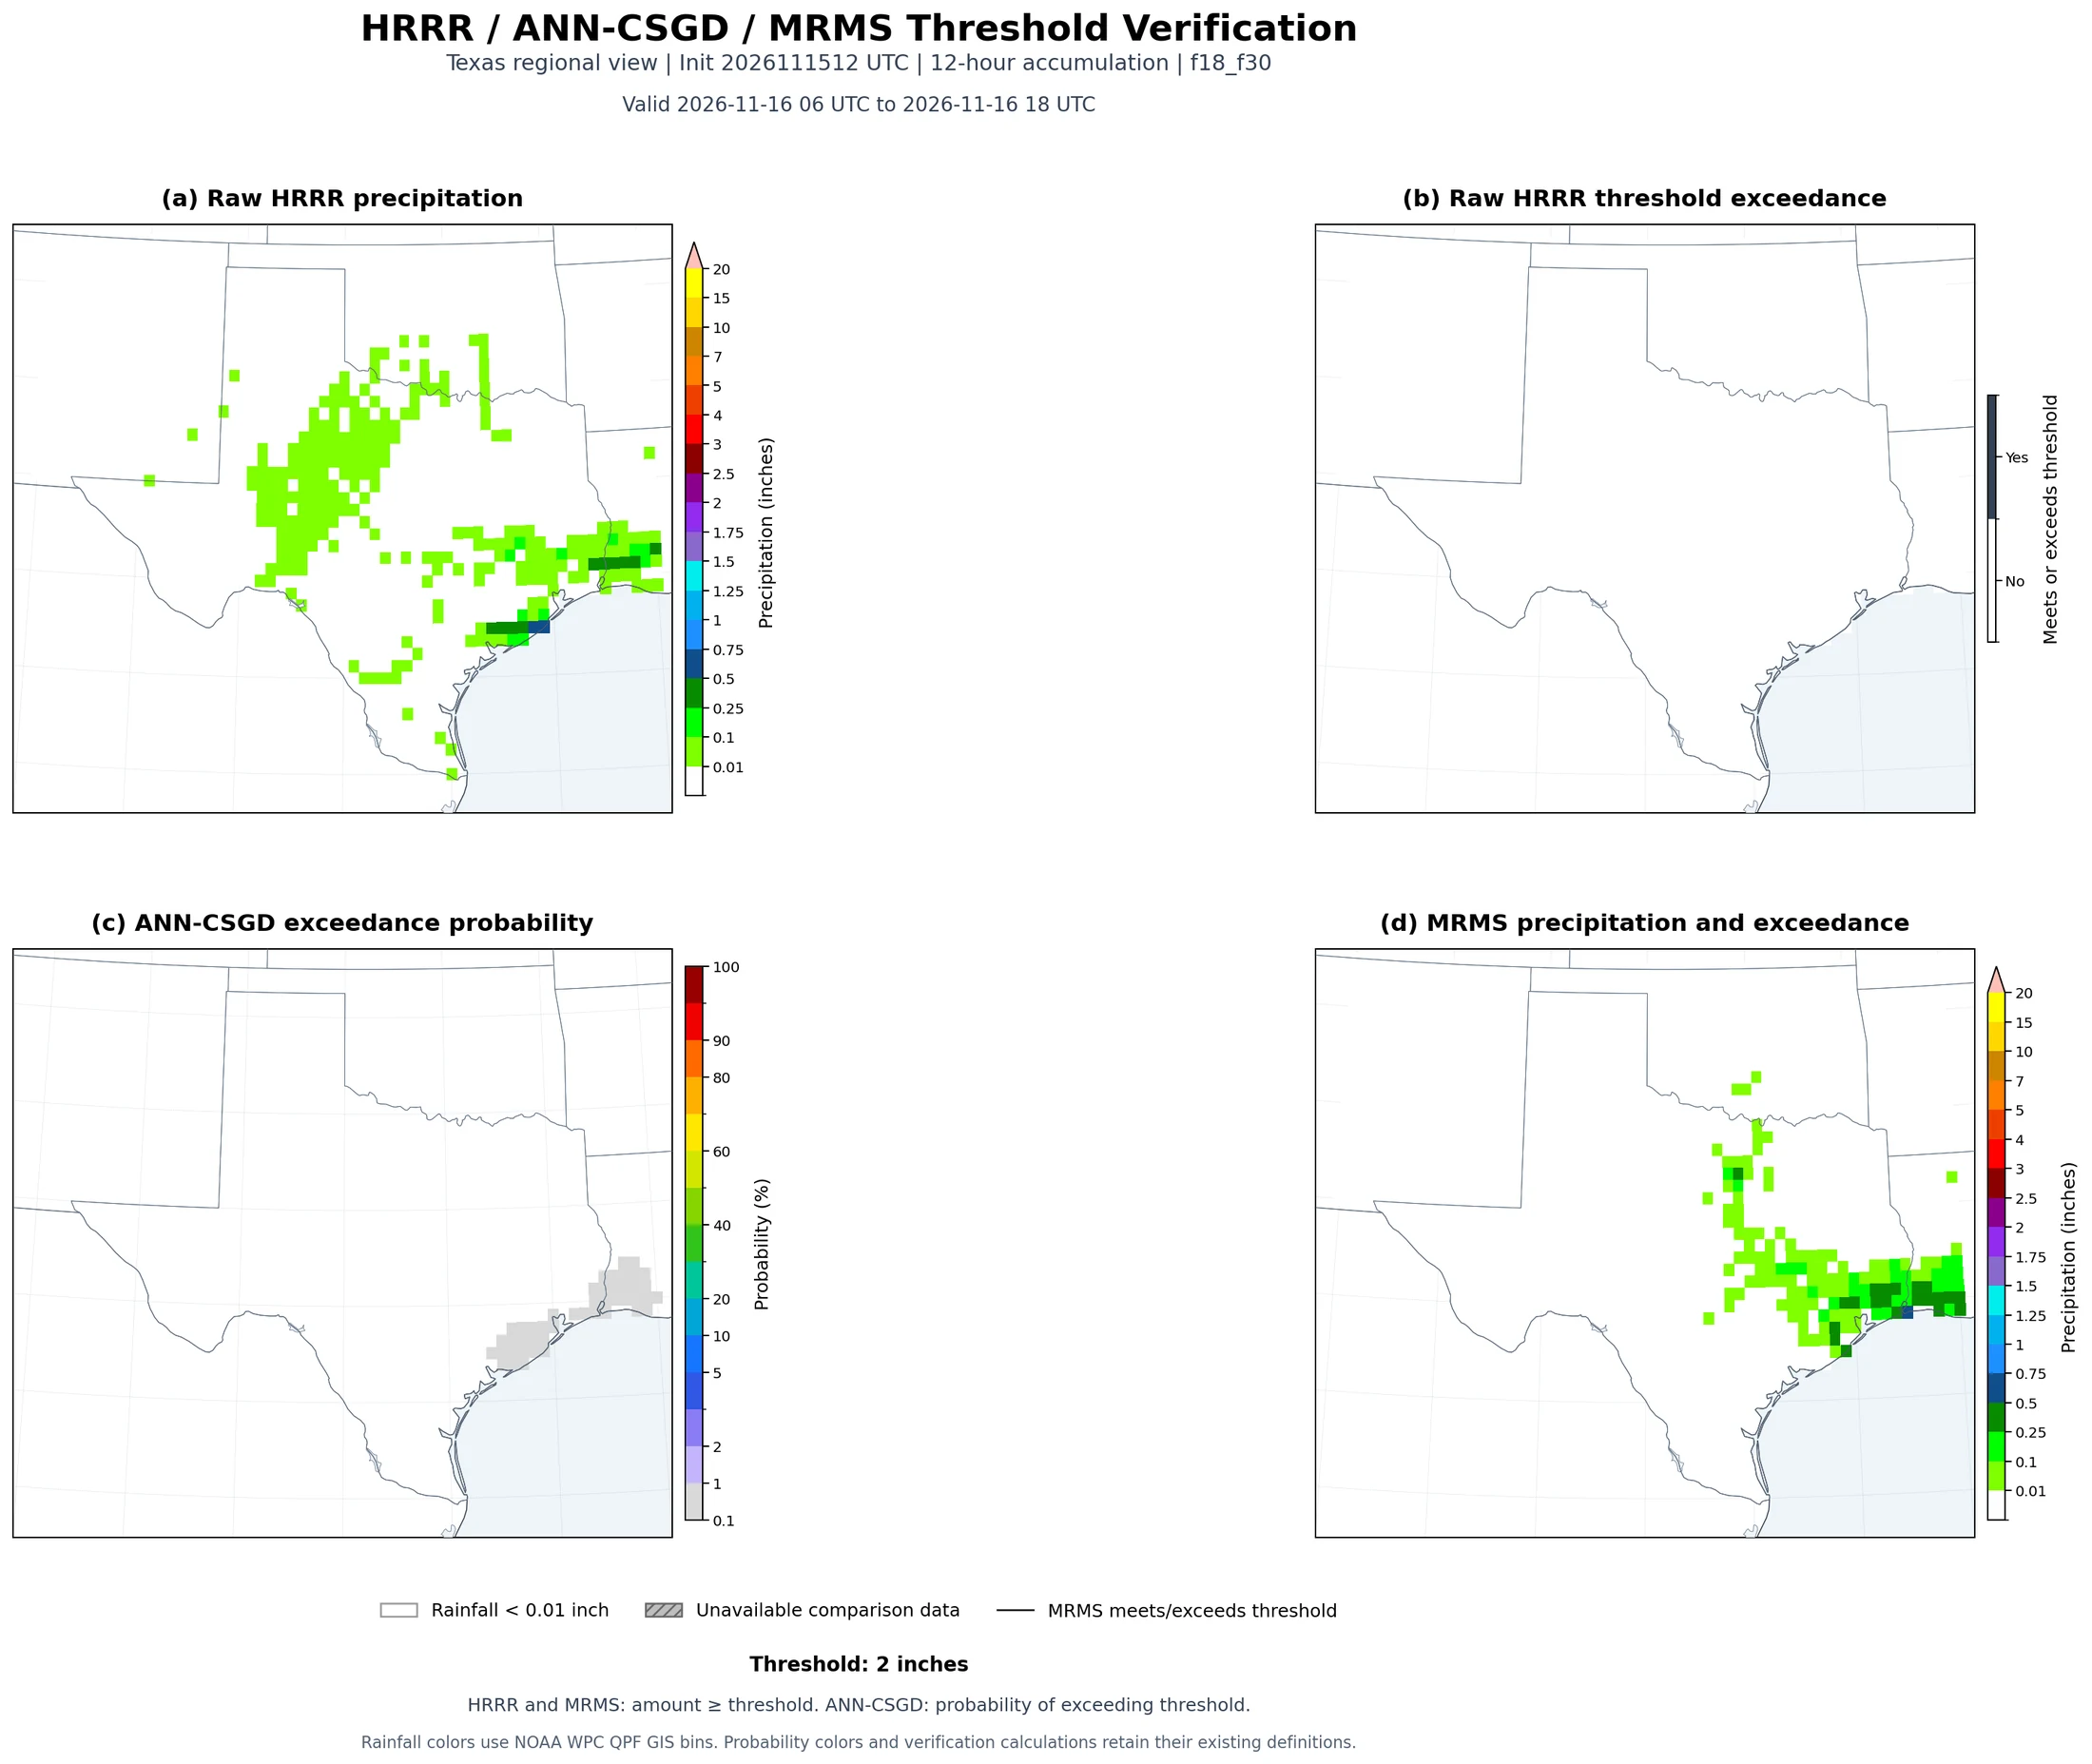 HRRR / ANN-CSGD / MRMS Threshold Verification
Texas regional view | Init 2026111512 UTC | 12-hour accumulation | f18_f30
Valid 2026-11-16 06 UTC to 2026-11-16 18 UTC
(a) Raw HRRR precipitation
20
15
10
7
5
4
3
2.5
2
1.75
1.5
1.25
1
0.75
0.5
0.25
0.1
0.01
Precipitation (inches)
(b) Raw HRRR threshold exceedance
Yes
No
Meets or exceeds threshold
(c) ANN-CSGD exceedance probability
100
90
80
60
40
20
10
5
2
1
0.1
Probability (%)
(d) MRMS precipitation and exceedance
20
15
10
7
5
4
3
2.5
2
1.75
1.5
1.25
1
0.75
0.5
0.25
0.1
0.01
Precipitation (inches)
Rainfall < 0.01 inch
Unavailable comparison data
MRMS meets/exceeds threshold
Threshold: 2 inches
HRRR and MRMS: amount ≥ threshold. ANN-CSGD: probability of exceeding threshold.
Rainfall colors use NOAA WPC QPF GIS bins. Probability colors and verification calculations retain their existing definitions.